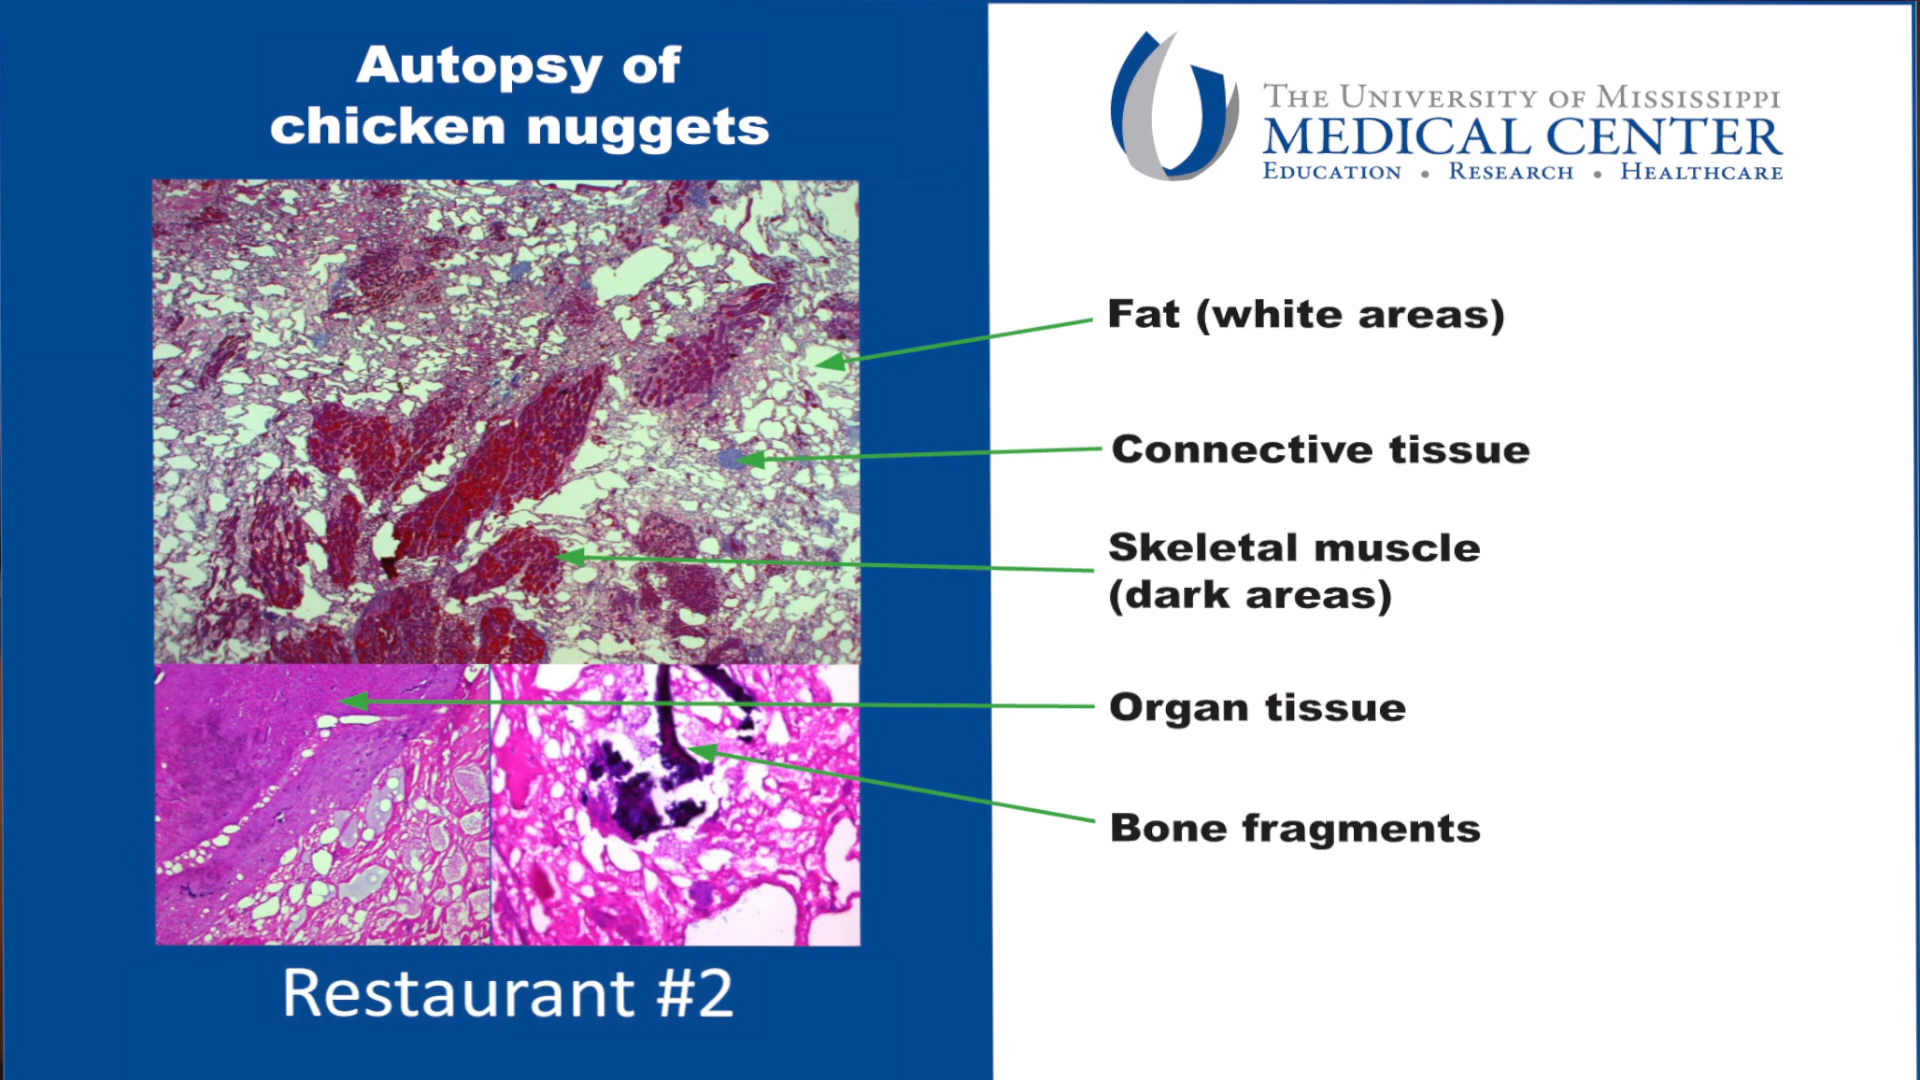 Autopsy of
chicken nuggets
THE UNIVERSITY OF MISSISSIPPI
MEDICAL CENTER
EDUCATION • RESEARCH • HEALTHCARE
Fat (white areas)
Connective tissue
Skeletal muscle
(dark areas)
Organ tissue
Bone fragments
Restaurant #2